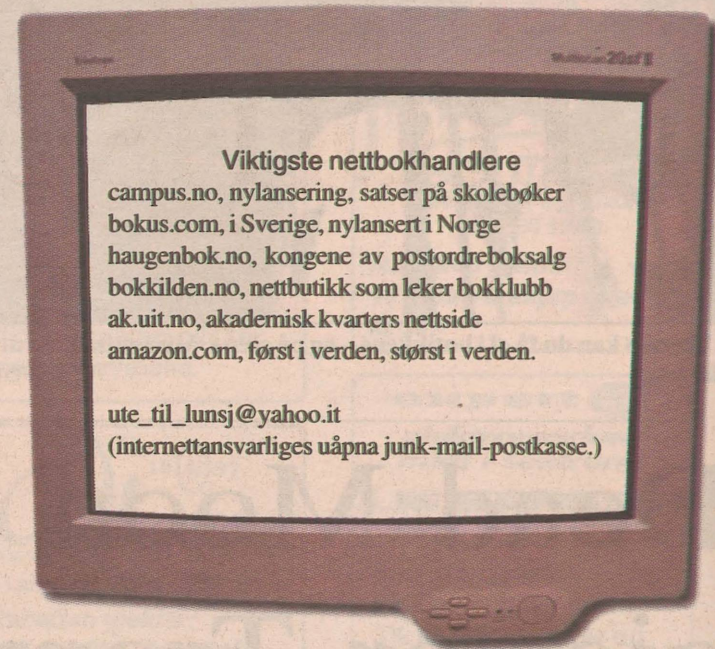 20sf II
Viktigste nettbokhandlere
campus.no, nylansering, satser på skolebøker
bokus.com, i Sverige, nylansert i Norge
haugenbok.no, kongene av postordreboksalg
bokkilden.no, nettbutikk som leker bokklubb
ak.uit.no, akademisk kvarters nettside
amazon.com, først i verden, størst i verden.
ute_til_lunsj@yahoo.it
(internettansvarliges uåpna junk-mail-postkasse.)